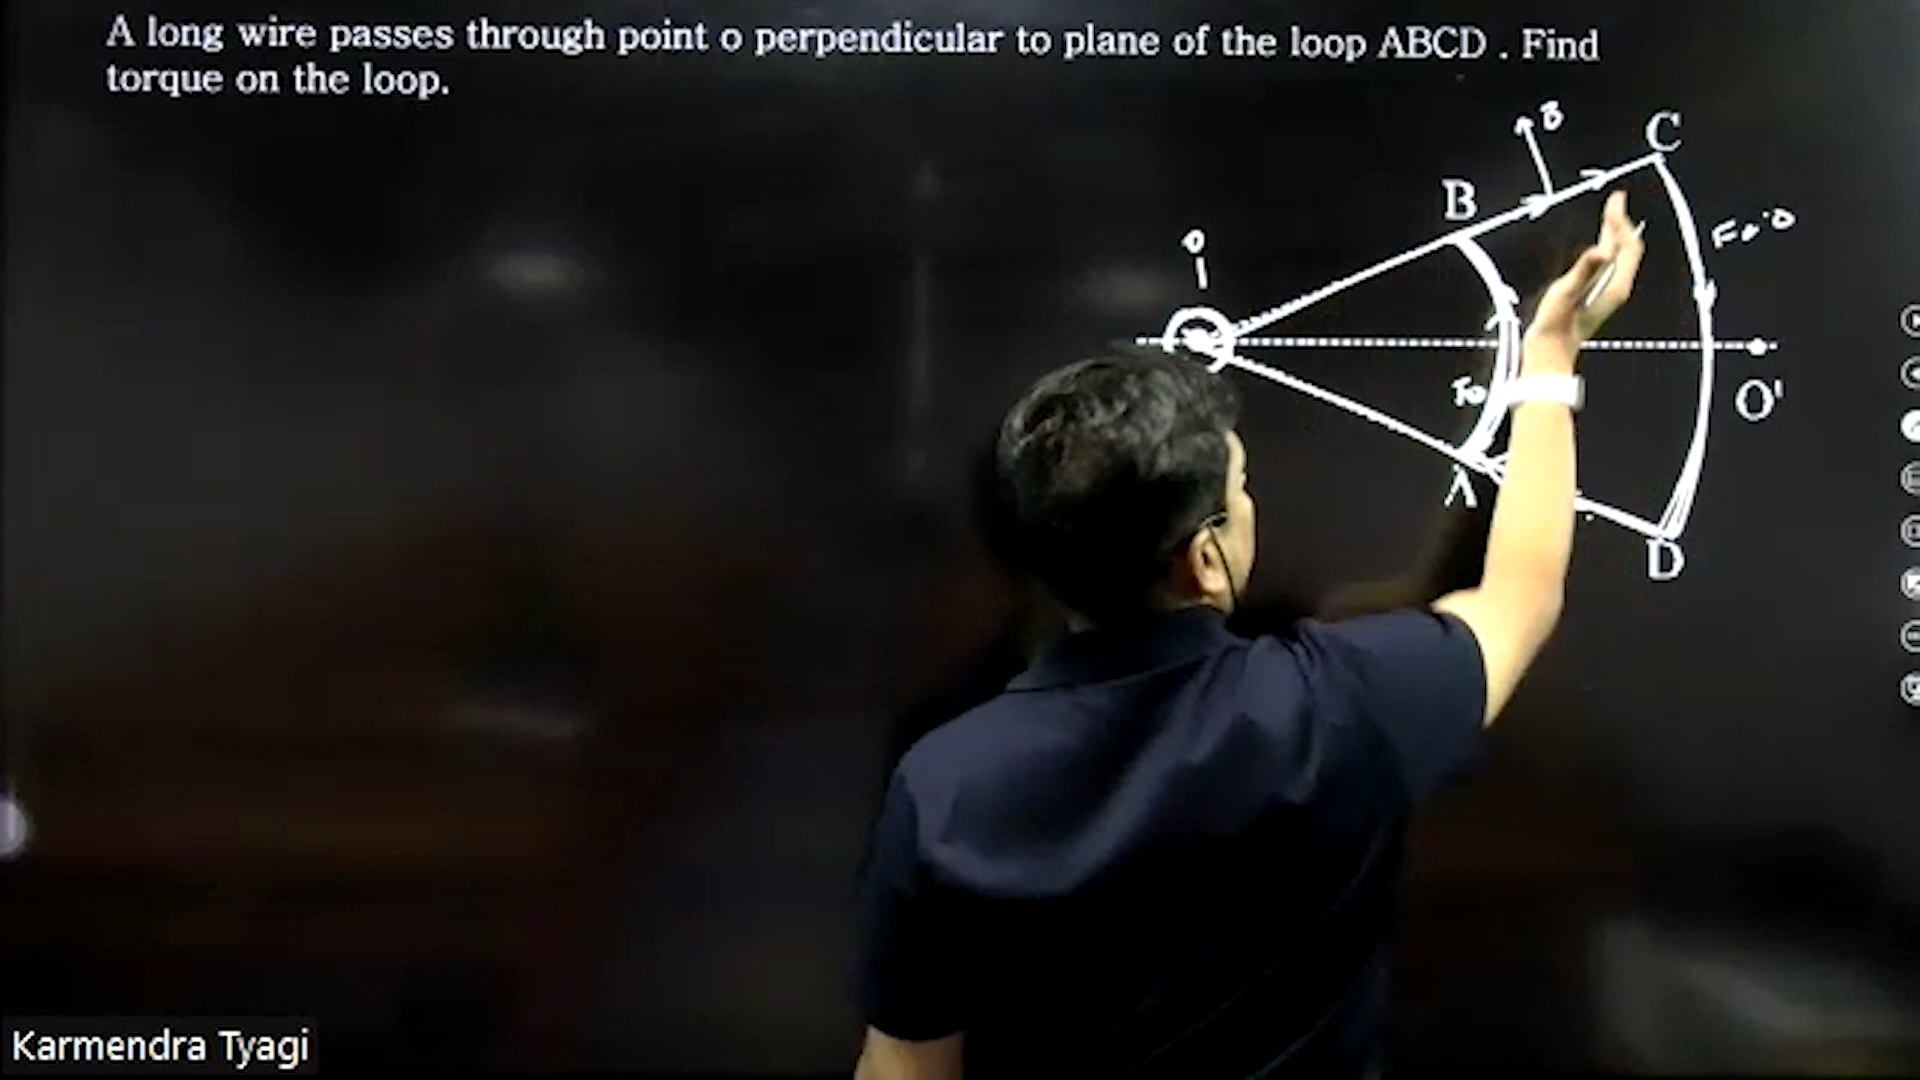 A long wire passes through point o perpendicular to plane of the loop ABCD . Find
torque on the loop.
B
C
B
F=0
O'
A
D
Karmendra Tyagi